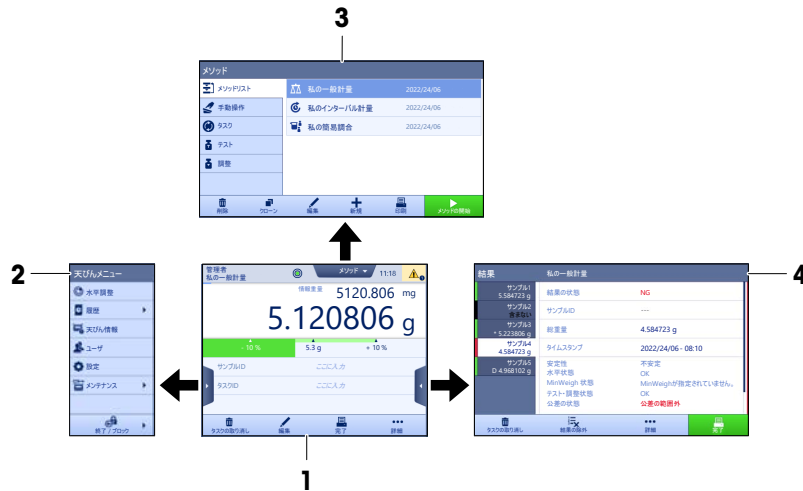 3
メソッド
メソッドリスト
手動操作
タスク
テスト
調整
私の一般計量 2022/24/06
私のインターバル計量 2022/24/06
私の簡易調合 2022/24/06
削除 クローン 編集 新規 印刷 メソッドの開始
2
天びんメニュー
水平調整
履歴
天びん情報
ユーザ
設定
メンテナンス
終了 / ブロック
管理者
私の一般計量
メソッド
11:18
情報重量 5120.806 mg
5.120806 g
- 10 % 5.3 g + 10 %
サンプルID ここに入力
タスクID ここに入力
タスクの取り消し 編集 完了 詳細
1
4
結果 私の一般計量
サンプル1
5.584723 g
サンプル2
含まない
サンプル3
* 5.223806 g
サンプル4
4.584723 g
サンプル5
D 4.968102 g
結果の状態 NG
サンプルID ---
総重量 4.584723 g
タイムスタンプ 2022/24/06 - 08:10
安定性 不安定
水平状態 OK
MinWeigh 状態 MinWeighが指定されていません。
テスト・調整状態 OK
公差の状態 公差の範囲外
タスクの取り消し 結果の除外 詳細 完了